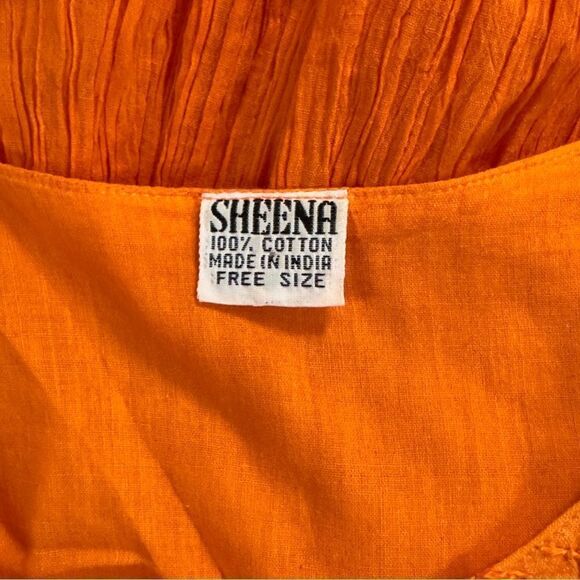 SHEENA
100% COTTON
MADE IN INDIA
FREE SIZE